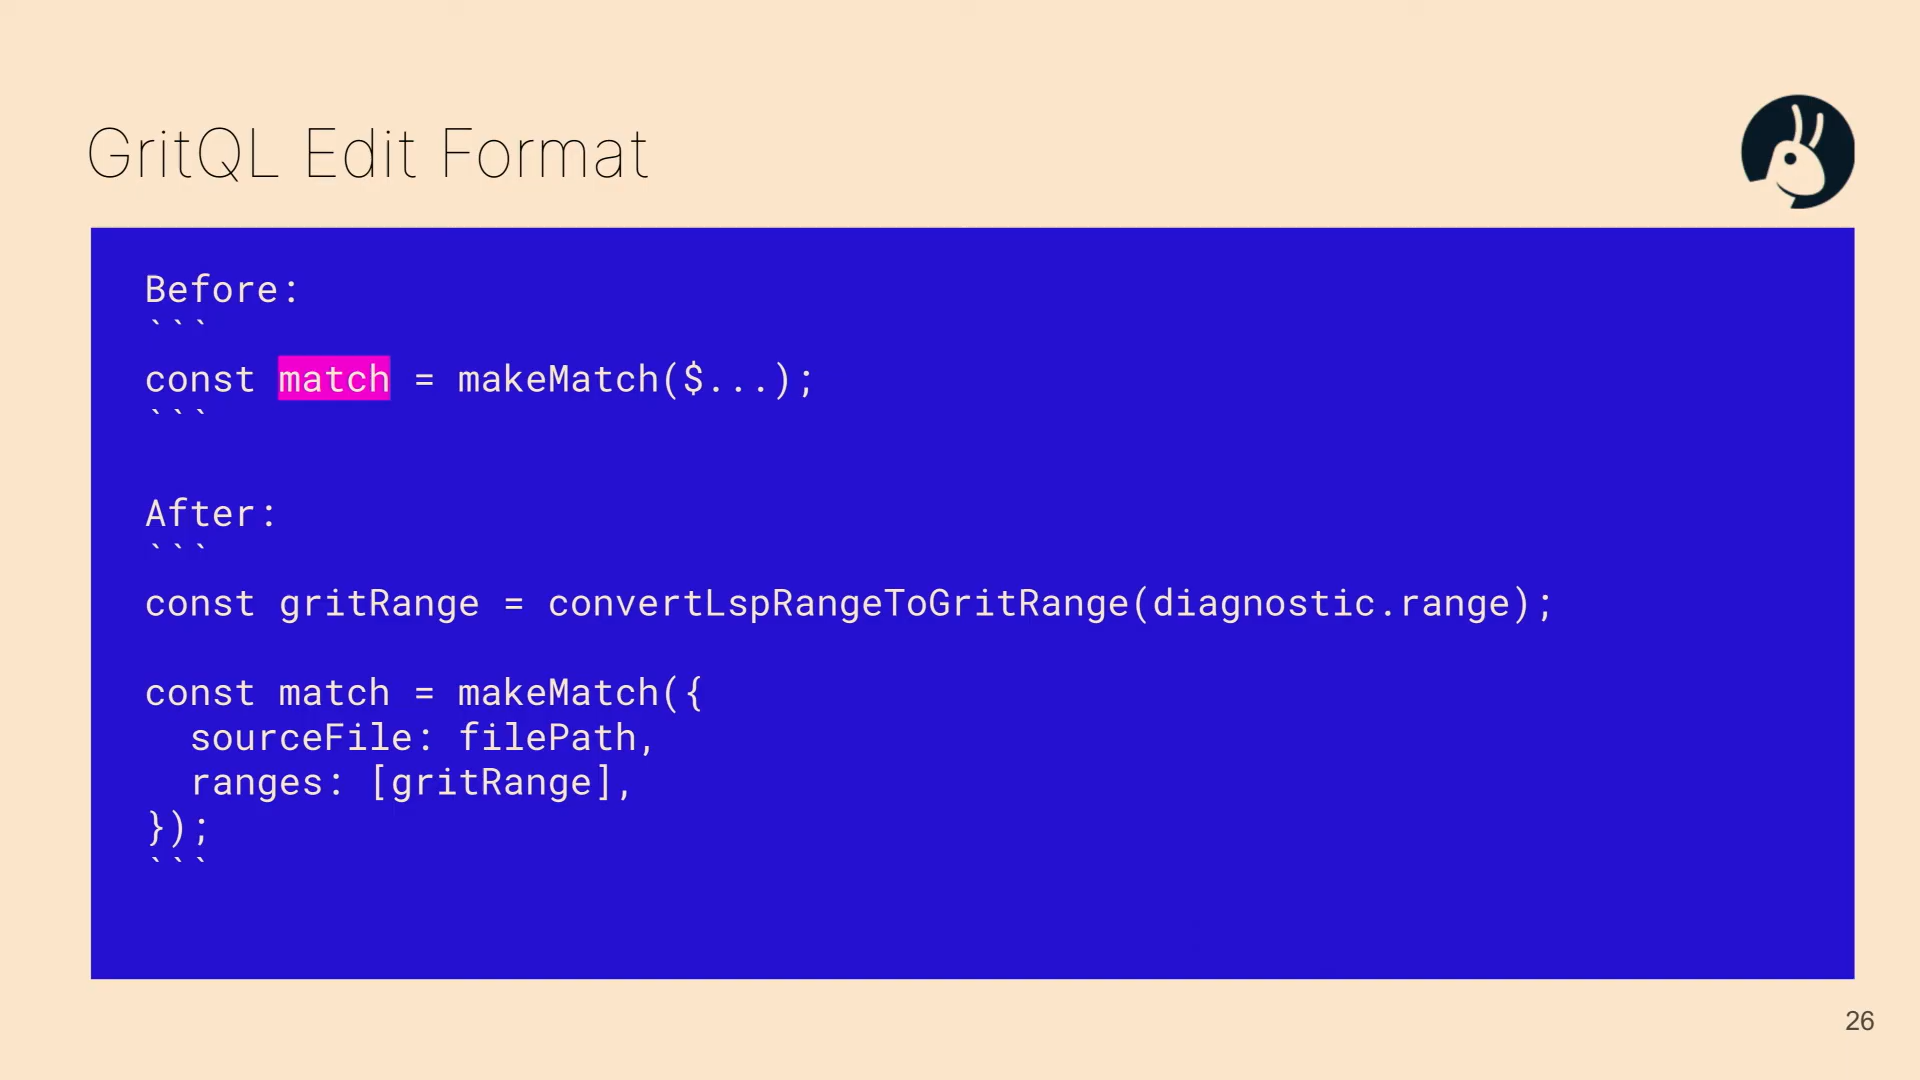 GritQL Edit Format
Before:
```
const match = makeMatch($...);
```
After:
```
const gritRange = convertLspRangeToGritRange(diagnostic.range);
const match = makeMatch({
  sourceFile: filePath,
  ranges: [gritRange],
});
```
26